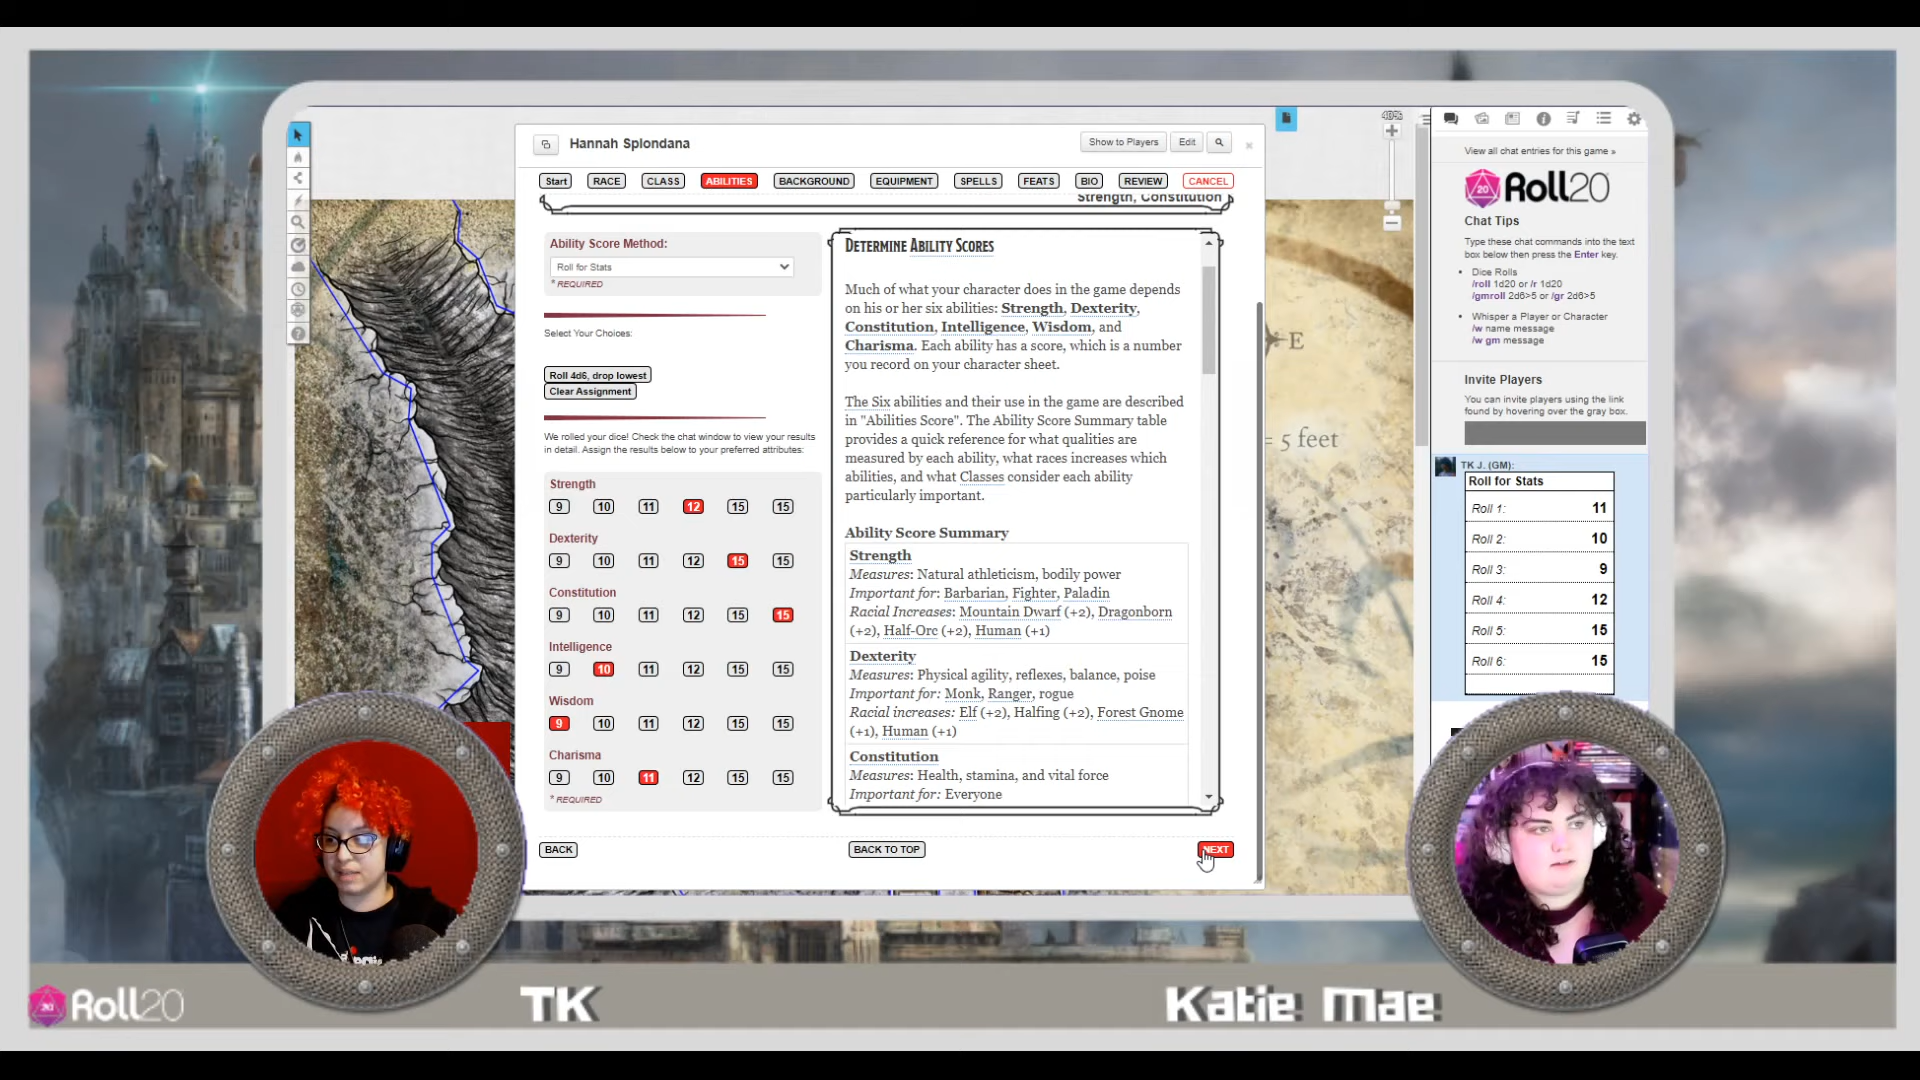 Hannah Splondana
Show to Players
Edit
Start
RACE
CLASS
ABILITIES
BACKGROUND
EQUIPMENT
SPELLS
FEATS
BIO
REVIEW
CANCEL
Strength, Constitution
Ability Score Method:
Roll for Stats
* REQUIRED
Select Your Choices:
Roll 4d6, drop lowest
Clear Assignment
We rolled your dice! Check the chat window to view your results
in detail. Assign the results below to your preferred attributes:
Strength
9 10 11 12 15 15
Dexterity
9 10 11 12 15 15
Constitution
9 10 11 12 15 15
Intelligence
9 10 11 12 15 15
Wisdom
9 10 11 12 15 15
Charisma
9 10 11 12 15 15
* REQUIRED
DETERMINE ABILITY SCORES
Much of what your character does in the game depends
on his or her six abilities: Strength, Dexterity,
Constitution, Intelligence, Wisdom, and
Charisma. Each ability has a score, which is a number
you record on your character sheet.
The Six abilities and their use in the game are described
in "Abilities Score". The Ability Score Summary table
provides a quick reference for what qualities are
measured by each ability, what races increases which
abilities, and what Classes consider each ability
particularly important.
Ability Score Summary
Strength
Measures: Natural athleticism, bodily power
Important for: Barbarian, Fighter, Paladin
Racial Increases: Mountain Dwarf (+2), Dragonborn
(+2), Half-Orc (+2), Human (+1)
Dexterity
Measures: Physical agility, reflexes, balance, poise
Important for: Monk, Ranger, rogue
Racial increases: Elf (+2), Halfing (+2), Forest Gnome
(+1), Human (+1)
Constitution
Measures: Health, stamina, and vital force
Important for: Everyone
BACK
BACK TO TOP
NEXT
E
= 5 feet
View all chat entries for this game »
20 Roll20
Chat Tips
Type these chat commands into the text
box below then press the Enter key.
Dice Rolls
/roll 1d20 or /r 1d20
/gmroll 2d6>5 or /gr 2d6>5
Whisper a Player or Character
/w name message
/w gm message
Invite Players
You can invite players using the link
found by hovering over the gray box.
TK J. (GM):
Roll for Stats
Roll 1: 11
Roll 2: 10
Roll 3: 9
Roll 4: 12
Roll 5: 15
Roll 6: 15
20 Roll20
TK
Katie Mae